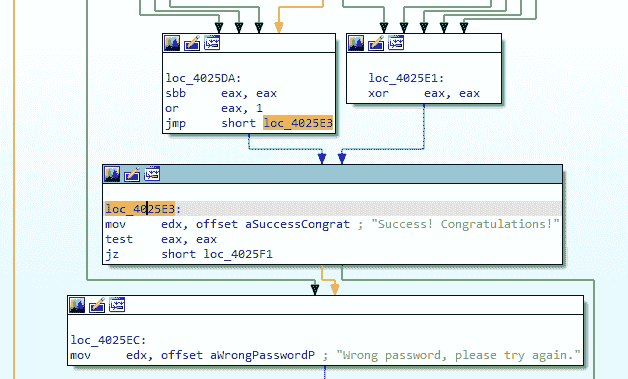 loc_4025DA:
sbb eax, eax
or eax, 1
jmp short loc_4025E3
loc_4025E1:
xor eax, eax
loc_4025E3:
mov edx, offset aSuccessCongrat ; "Success! Congratulations!"
test eax, eax
jz short loc_4025F1
loc_4025EC:
mov edx, offset aWrongPasswordP ; "Wrong password, please try again."